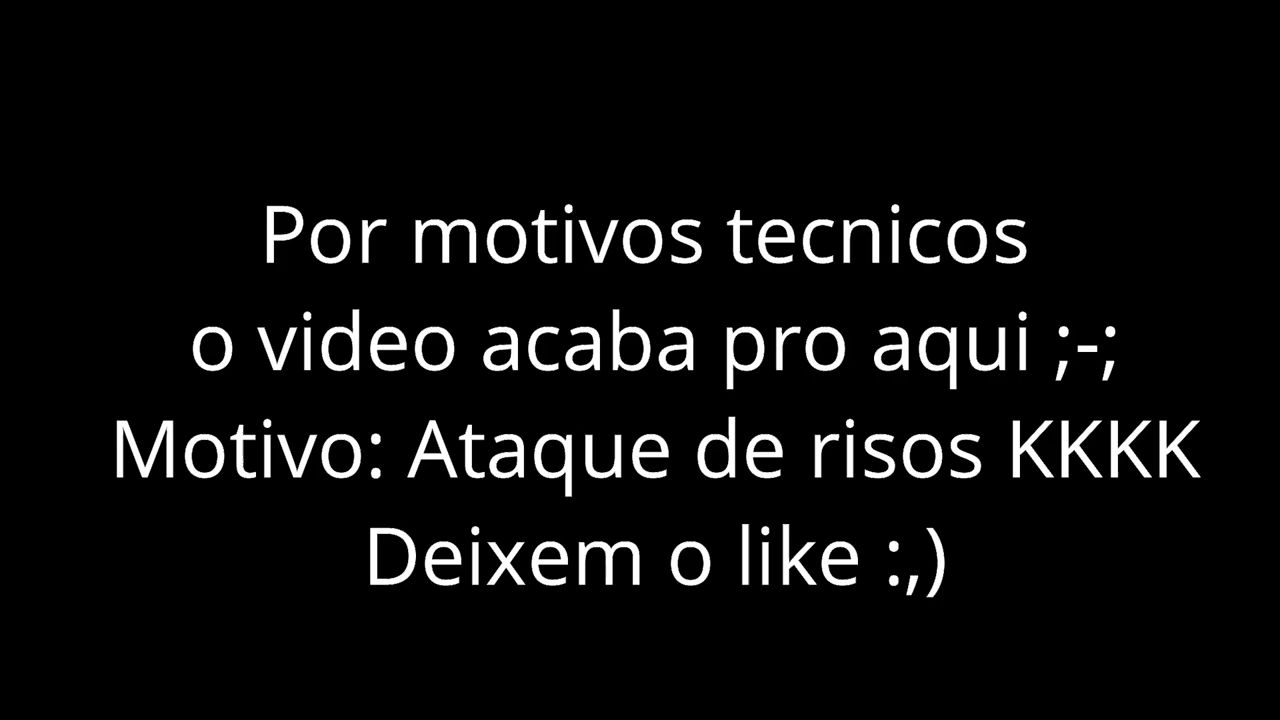 Por motivos tecnicos
o video acaba pro aqui ;-;
Motivo: Ataque de risos KKKK
Deixem o like :,)